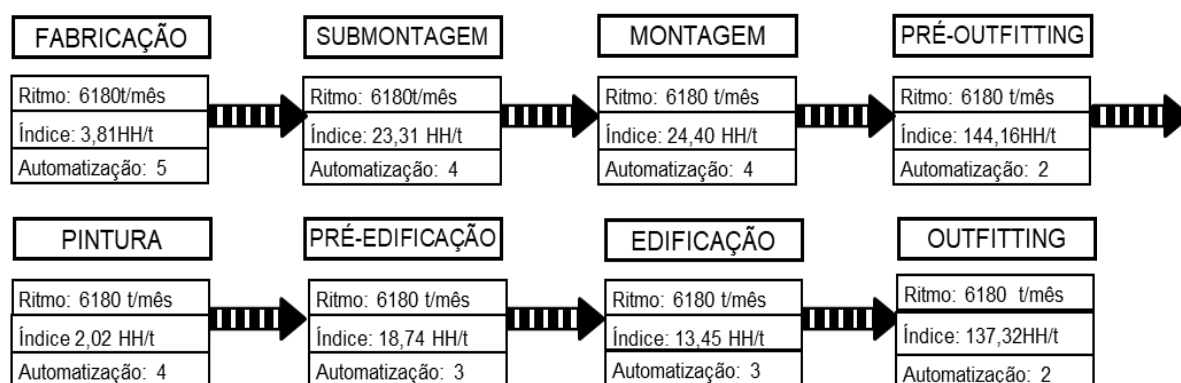 FABRICAÇÃO
Ritmo: 6180t/mês
Índice: 3,81HH/t
Automatização: 5
SUBMONTAGEM
Ritmo: 6180t/mês
Índice: 23,31 HH/t
Automatização: 4
MONTAGEM
Ritmo: 6180 t/mês
Índice: 24,40 HH/t
Automatização: 4
PRÉ-OUTFITTING
Ritmo: 6180 t/mês
Índice: 144,16HH/t
Automatização: 2
PINTURA
Ritmo: 6180 t/mês
Índice 2,02 HH/t
Automatização: 4
PRÉ-EDIFICAÇÃO
Ritmo: 6180 t/mês
Índice: 18,74 HH/t
Automatização: 3
EDIFICAÇÃO
Ritmo: 6180 t/mês
Índice: 13,45 HH/t
Automatização: 3
OUTFITTING
Ritmo: 6180 t/mês
Índice: 137,32HH/t
Automatização: 2